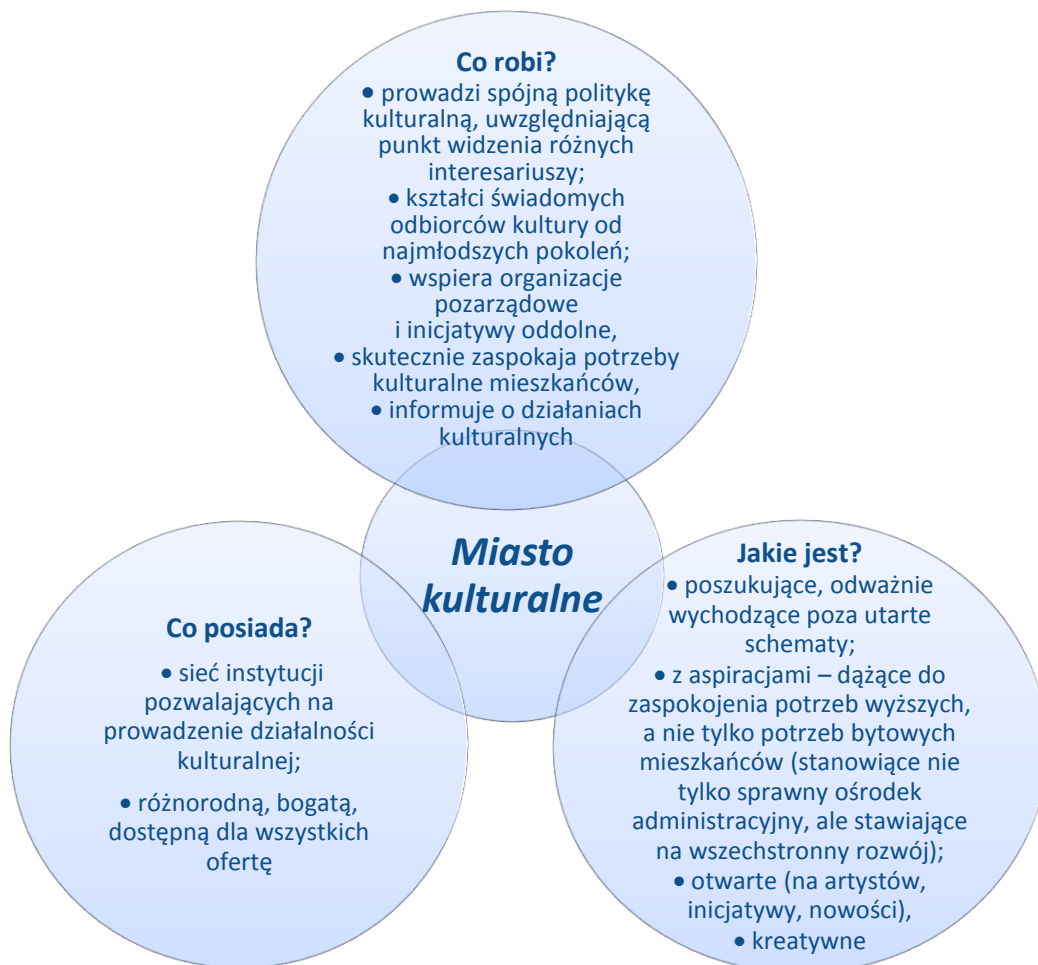 Co robi?
• prowadzi spójną politykę
kulturalną, uwzględniającą
punkt widzenia różnych
interesariuszy;
• kształci świadomych
odbiorców kultury od
najmłodszych pokoleń;
• wspiera organizacje
pozarządowe
i inicjatywy oddolne,
• skutecznie zaspokaja potrzeby
kulturalne mieszkańców,
• informuje o działaniach
kulturalnych
Miasto
kulturalne
Co posiada?
• sieć instytucji
pozwalających na
prowadzenie działalności
kulturalnej;
• różnorodną, bogatą,
dostępną dla wszystkich
ofertę
Jakie jest?
• poszukujące, odważnie
wychodzące poza utarte
schematy;
• z aspiracjami – dążące do
zaspokojenia potrzeb wyższych,
a nie tylko potrzeb bytowych
mieszkańców (stanowiące nie
tylko sprawny ośrodek
administracyjny, ale stawiające
na wszechstronny rozwój);
• otwarte (na artystów,
inicjatywy, nowości),
• kreatywne